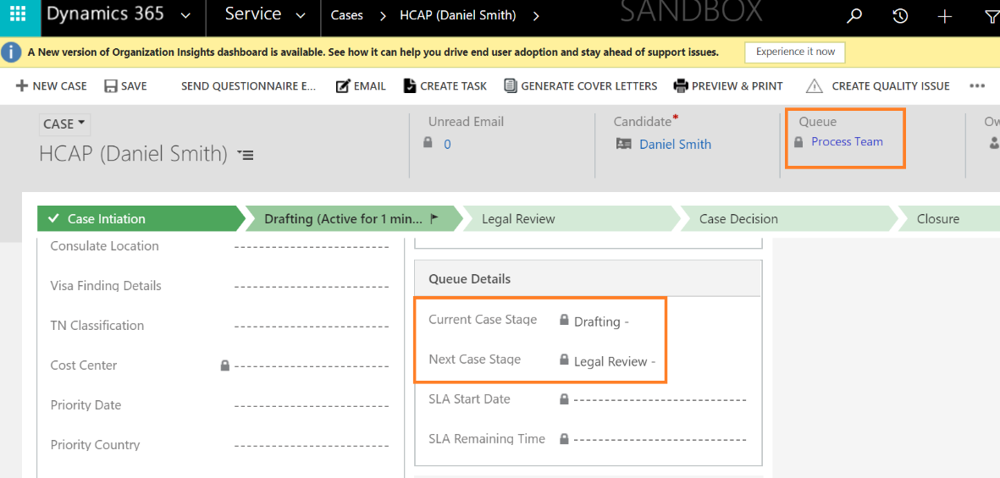 Dynamics 365 Service Cases HCAP (Daniel Smith) SANDBOX
A New version of Organization Insights dashboard is available. See how it can help you drive end user adoption and stay ahead of support issues. Experience it now
NEW CASE SAVE SEND QUESTIONNAIRE E... EMAIL CREATE TASK GENERATE COVER LETTERS PREVIEW & PRINT CREATE QUALITY ISSUE ...
CASE Unread Email Candidate* Queue
HCAP (Daniel Smith) 0 Daniel Smith Process Team
Case Intiation Drafting (Active for 1 min... Legal Review Case Decision Closure
Consulate Location
Visa Finding Details
TN Classification
Cost Center
Priority Date
Priority Country
Queue Details
Current Case Stage Drafting -
Next Case Stage Legal Review -
SLA Start Date
SLA Remaining Time